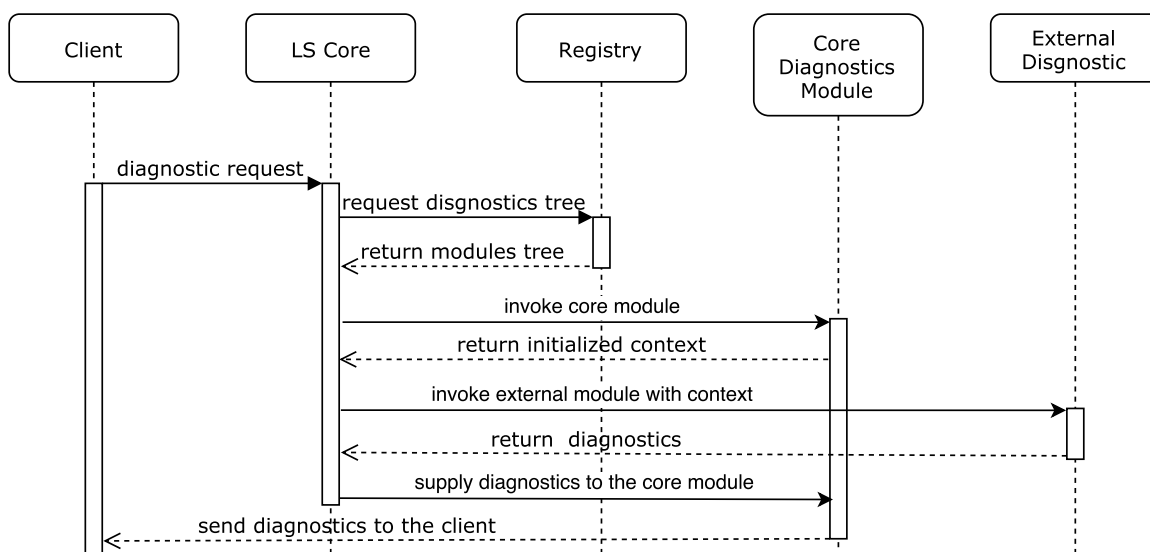 Client
LS Core
Registry
Core
Diagnostics
Module
External
Disgnostic
diagnostic request
request disgnostics tree
return modules tree
invoke core module
return initialized context
invoke external module with context
return diagnostics
supply diagnostics to the core module
send diagnostics to the client